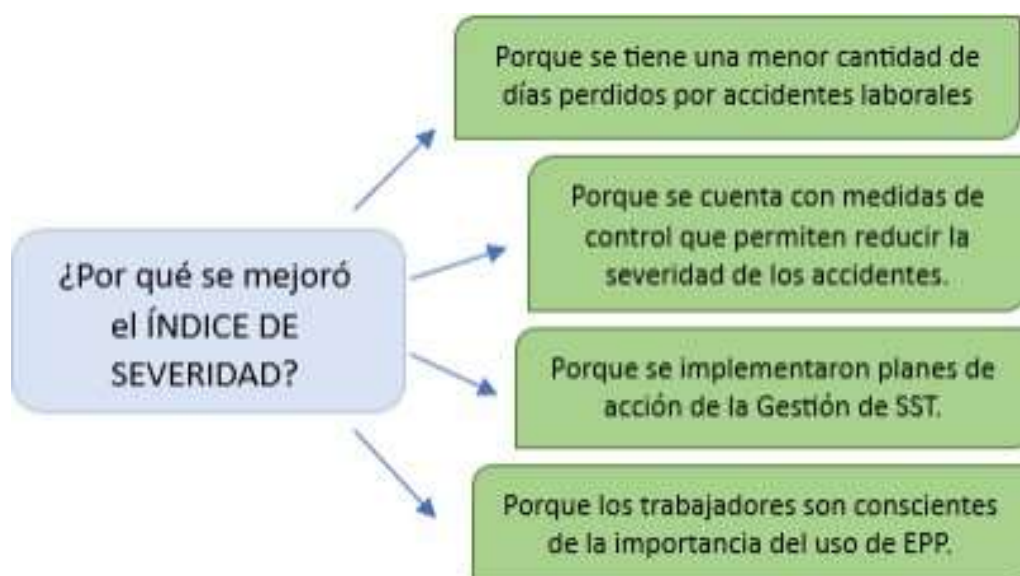 Porque se tiene una menor cantidad de
días perdidos por accidentes laborales
Porque se cuenta con medidas de
control que permiten reducir la
severidad de los accidentes.
¿Por qué se mejoró
el ÍNDICE DE
SEVERIDAD?
Porque se implementaron planes de
acción de la Gestión de SST.
Porque los trabajadores son conscientes
de la importancia del uso de EPP.